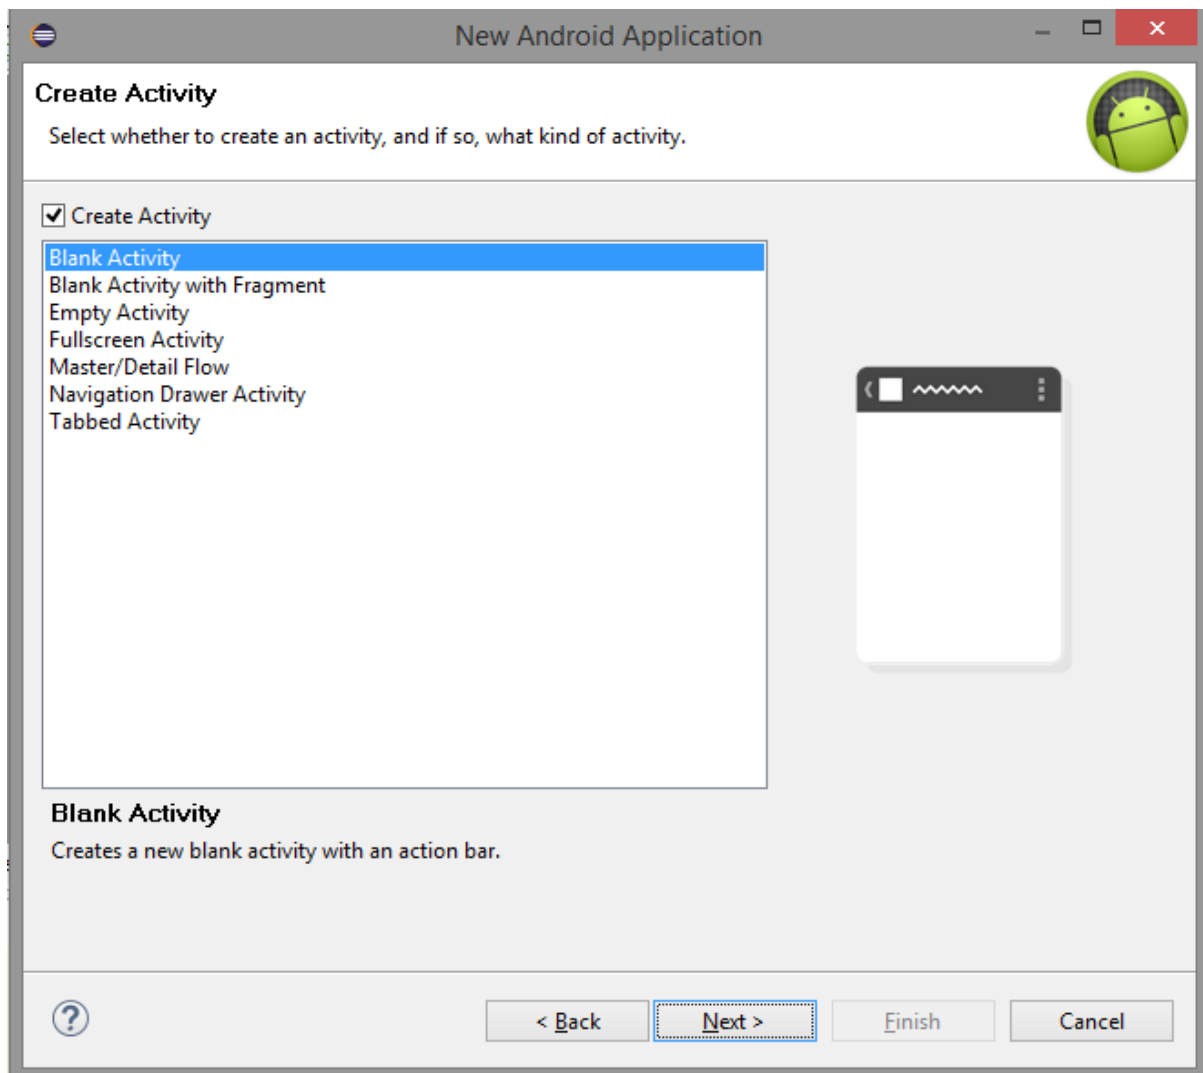 New Android Application
Create Activity
Select whether to create an activity, and if so, what kind of activity.
Create Activity
Blank Activity
Blank Activity with Fragment
Empty Activity
Fullscreen Activity
Master/Detail Flow
Navigation Drawer Activity
Tabbed Activity
Blank Activity
Creates a new blank activity with an action bar.
< Back Next > Finish Cancel